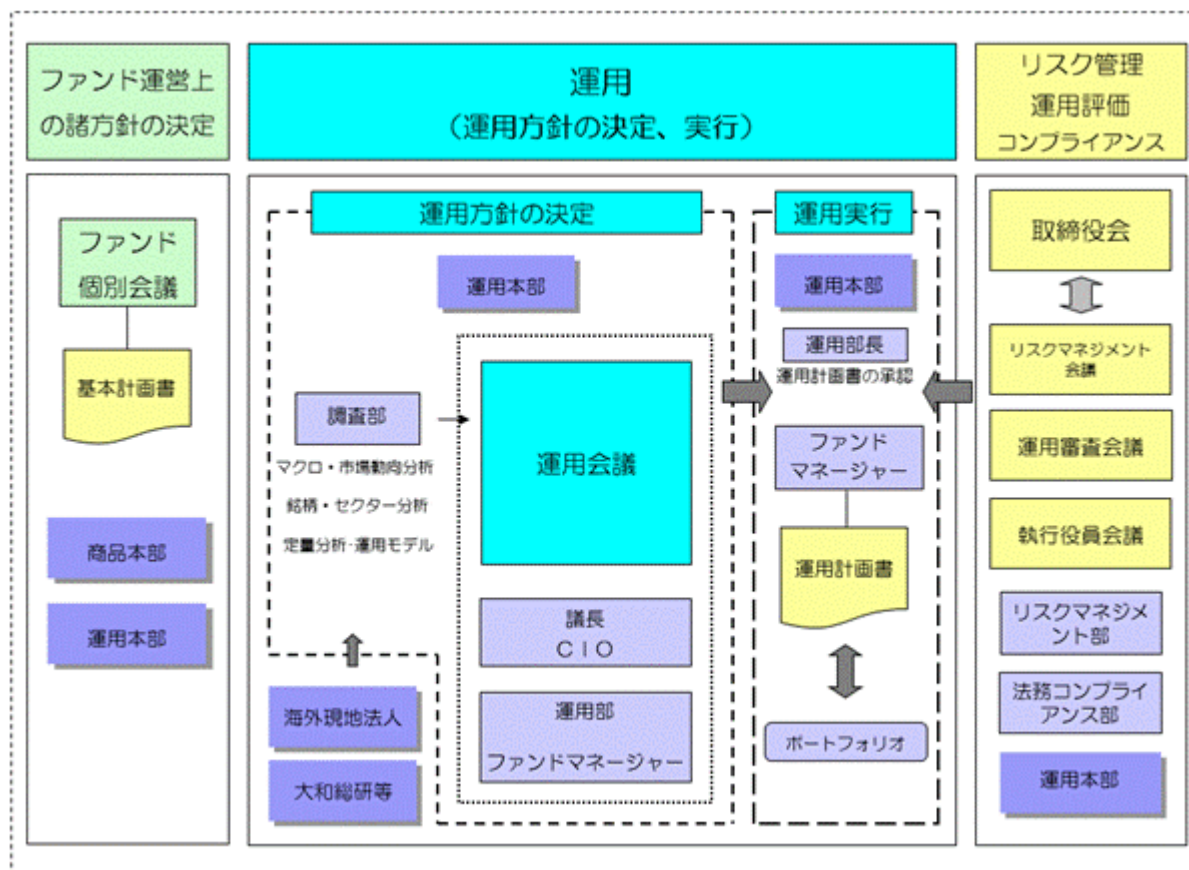 ファンド運営上
の諸方針の決定
運用
（運用方針の決定、実行）
リスク管理
運用評価
コンプライアンス
ファンド
個別会議
基本計画書
商品本部
運用本部
運用方針の決定
運用本部
調査部
マクロ・市場動向分析
銘柄・セクター分析
定量分析・運用モデル
海外現地法人
大和総研等
運用会議
議長
ＣＩＯ
運用部
ファンドマネージャー
運用実行
運用本部
運用部長
運用計画書の承認
ファンド
マネージャー
運用計画書
ポートフォリオ
取締役会
リスクマネジメント
会議
運用審査会議
執行役員会議
リスクマネジメ
ント部
法務コンプライ
アンス部
運用本部